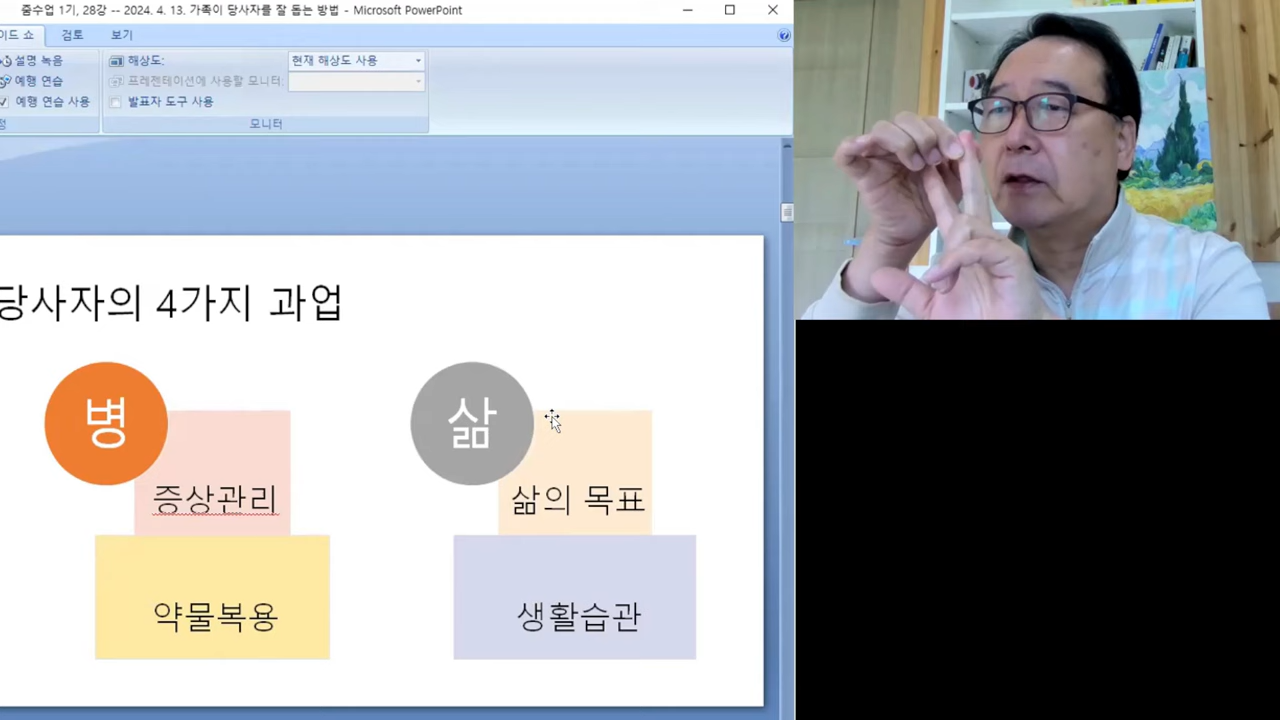 줌수업 1기, 28강 -- 2024. 4. 13. 가족이 당사자를 잘 돕는 방법 - Microsoft PowerPoint
이드 쇼 검토 보기
설명 녹음
예행 연습
예행 연습 사용
정
해상도: 현재 해상도 사용
프레젠테이션에 사용할 모니터:
발표자 도구 사용
모니터
당사자의 4가지 과업
병
증상관리
약물복용
삶
삶의 목표
생활습관